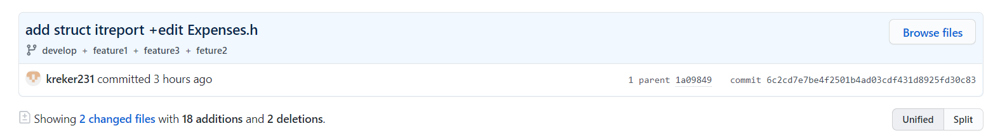 add struct itreport +edit Expenses.h
Browse files
develop + feature1 + feature3 + feture2
kreker231 committed 3 hours ago
1 parent 1a09849 commit 6c2cd7e7be4f2501b4ad03cdf431d8925fd30c83
Showing 2 changed files with 18 additions and 2 deletions.
Unified Split